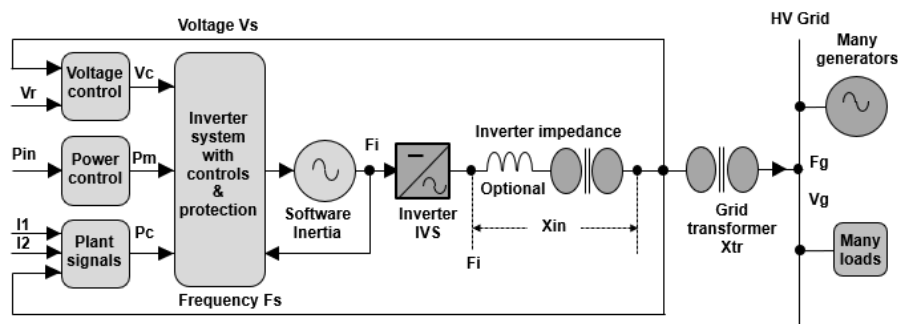 Voltage Vs
HV Grid
Many
generators
Voltage
control
Vc
Vr
Inverter
system
with
controls
&
protection
Pin
Power
control
Pm
Fi
Inverter impedance
Optional
Software
Inertia
Inverter
IVS
Xin
Fi
Grid
transformer
Xtr
Fg
Vg
I1
I2
Plant
signals
Pc
Many
loads
Frequency Fs